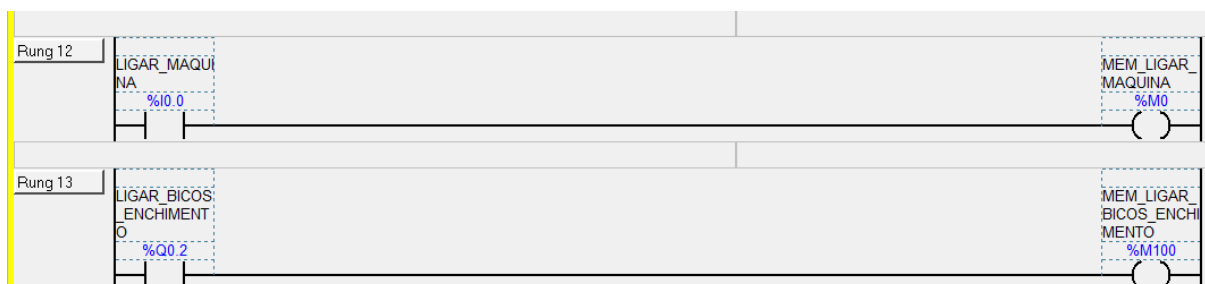 Rung 12
LIGAR_MAQUI
NA
%I0.0
MEM_LIGAR_
MAQUINA
%M0
Rung 13
LIGAR_BICOS
_ENCHIMENT
O
%Q0.2
MEM_LIGAR_
BICOS_ENCHI
MENTO
%M100